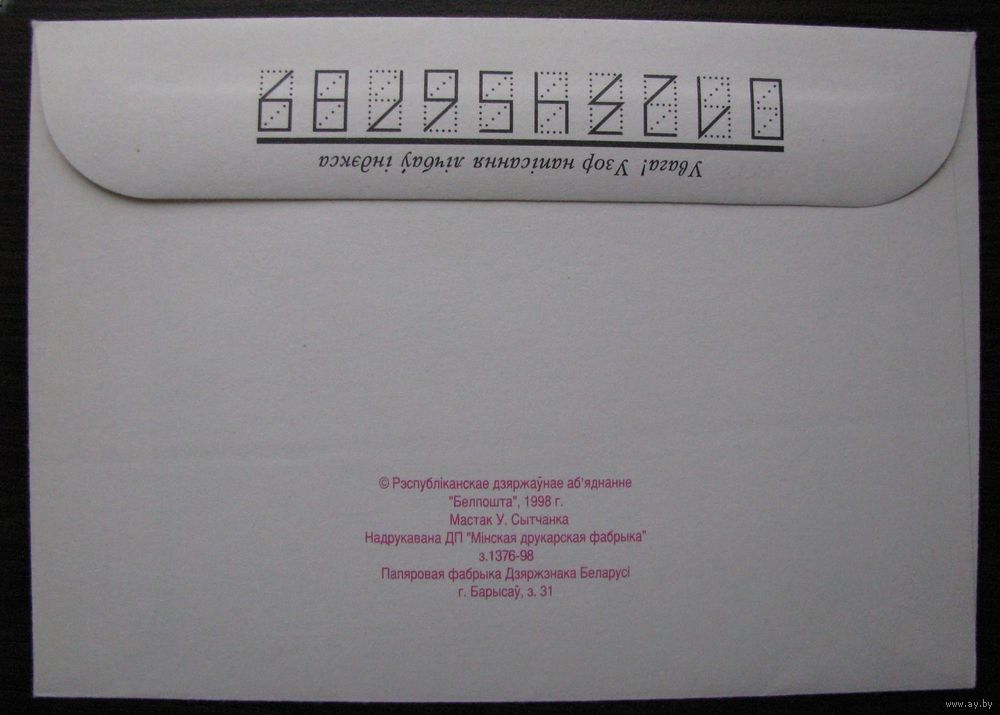 Увага! Узор напісання лічбаў індэкса
0123456789
© Рэспубліканскае дзяржаўнае аб'яднанне
"Белпошта", 1998 г.
Мастак У. Сытчанка
Надрукавана ДП "Мінская друкарская фабрыка"
з.1376-98
Папяровая фабрыка Дзяржзнака Беларусі
г. Барысаў, з. 31
www.ay.by